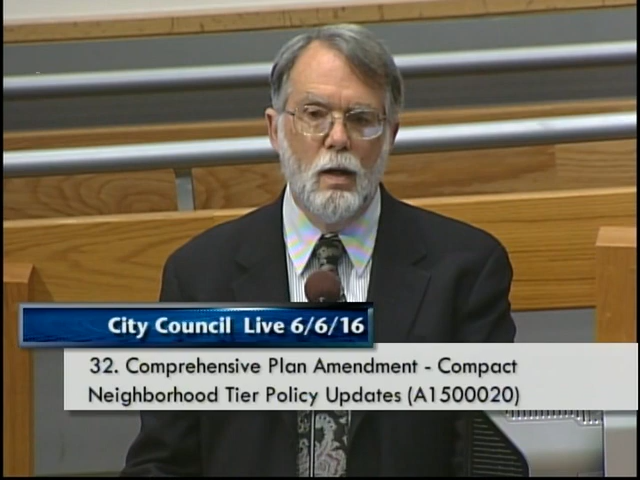 City Council Live 6/6/16
32. Comprehensive Plan Amendment - Compact
Neighborhood Tier Policy Updates (A1500020)